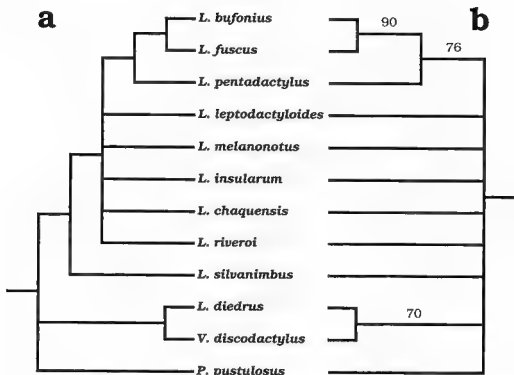 a
b
L. bufonius
90
L. fuscus
76
L. pentadactylus
L. leptodactyloides
L. melanonotus
L. insularum
L. chaquensis
L. riveroi
L. silvanimbus
L. diedrus
70
V. discodactylus
P. pustulosus